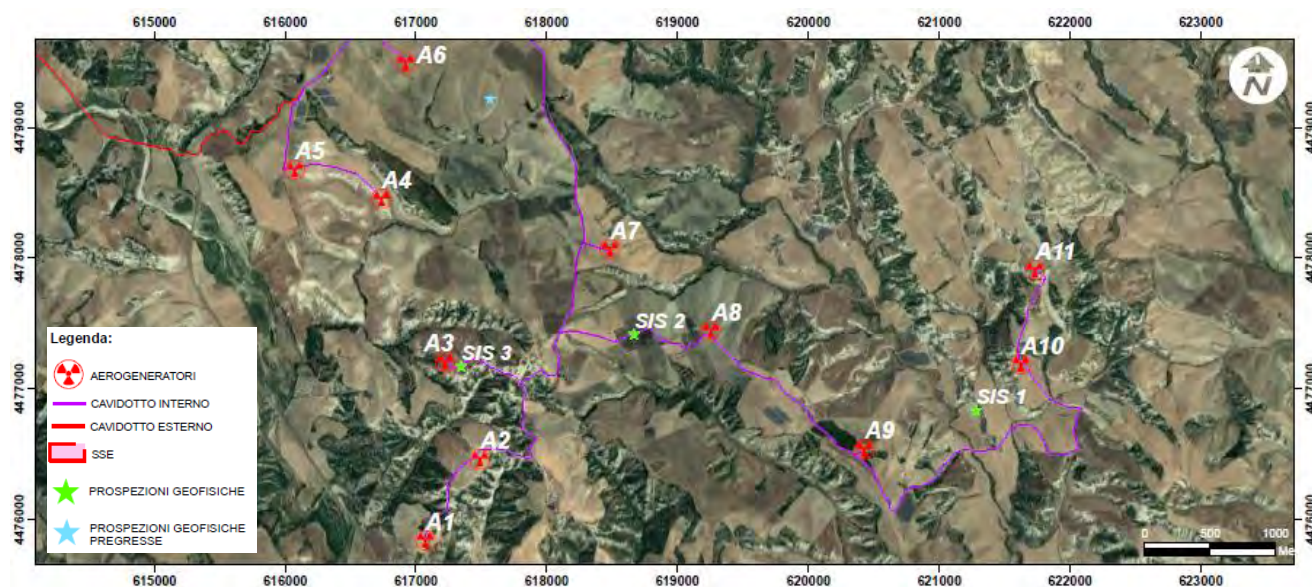 615000 616000 617000 618000 619000 620000 621000 622000 623000
A6
N
4479000 4479000
A5
A4
A7
4478000 4478000
A11
SIS 2 A8
Legenda:
A3 SIS 3
A10
AEROGENERATORI
4477000
SIS 1
CAVIDOTTO INTERNO
CAVIDOTTO ESTERNO
A2 A9
SSE
PROSPEZIONI GEOFISICHE
PROSPEZIONI GEOFISICHE
PREGRESSE
A1
4476000 4476000
0 500 1000
Me
615000 616000 617000 618000 619000 620000 621000 622000 623000